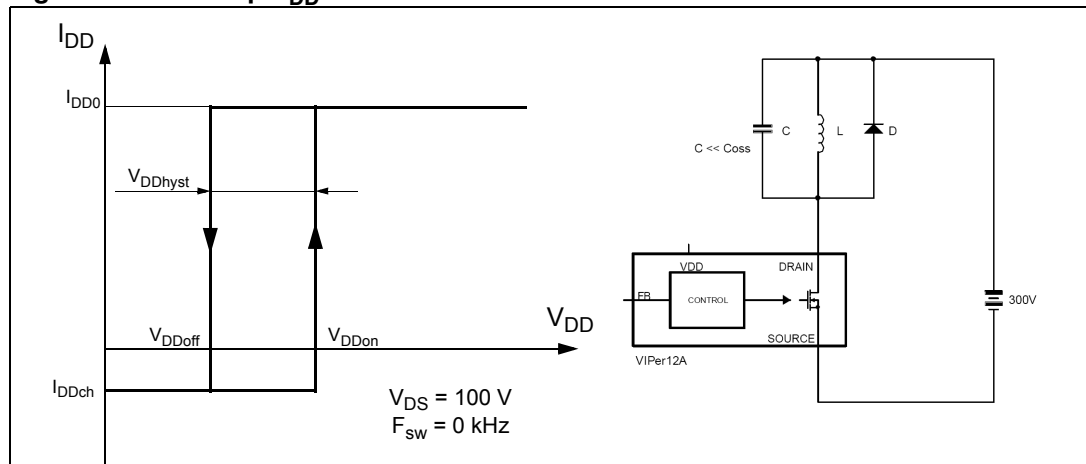 I_DD
I_DD0
V_DDhyst
V_DDoff
V_DDon
V_DD
I_DDch
V_DS = 100 V
F_sw = 0 kHz
C
L
D
C << Coss
VDD
DRAIN
FB
CONTROL
SOURCE
300V
VIPer12A